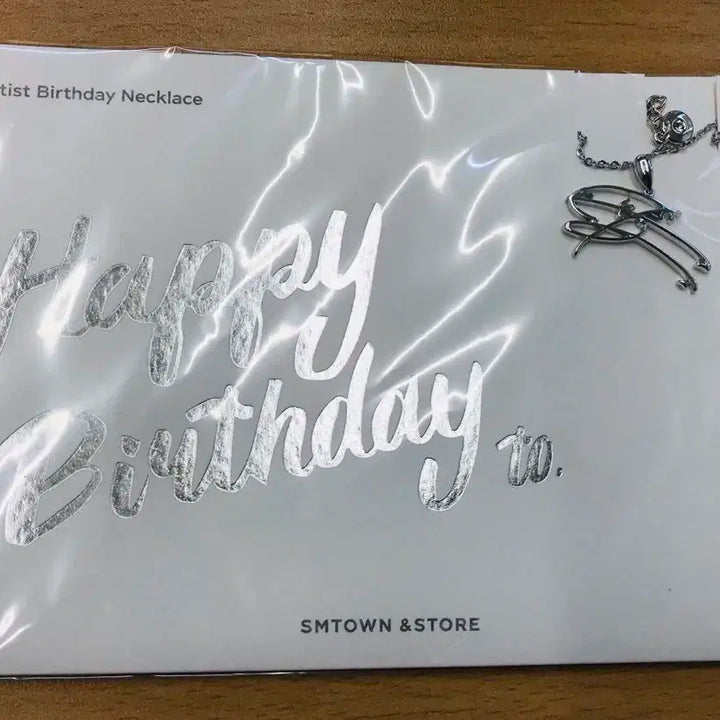 tist Birthday Necklace
Happy
Birthday to.
SMTOWN &STORE